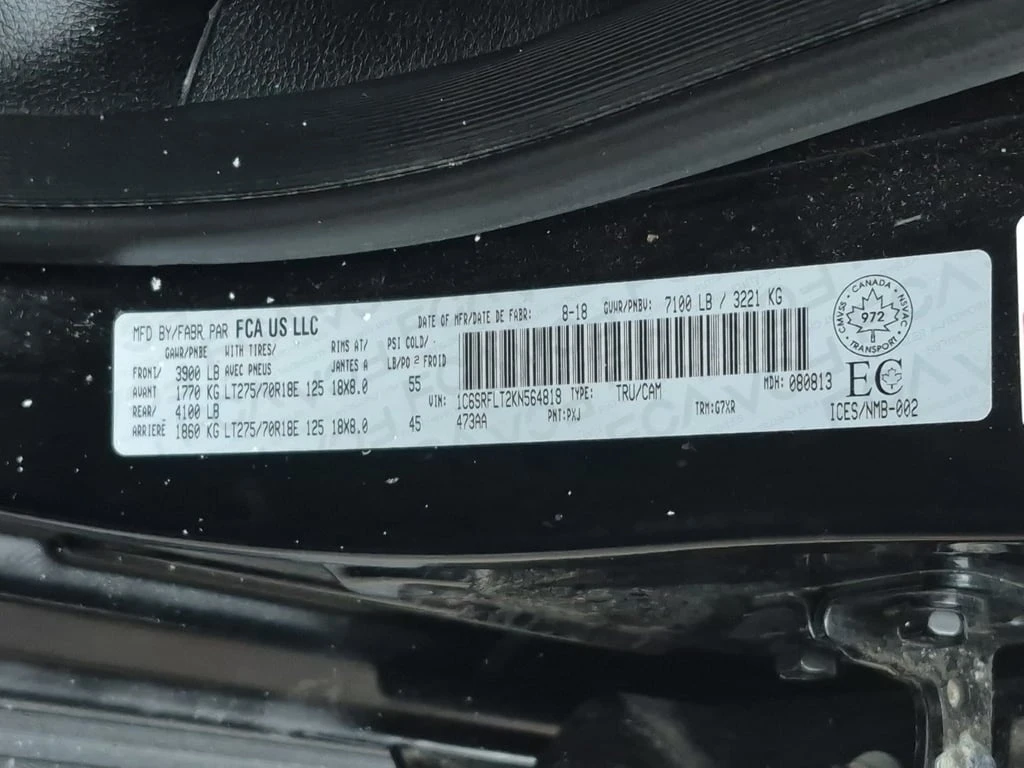 MFD BY/FABR PAR FCA US LLC
DATE OF MFR/DATE DE FABR: 8-18 GVWR/PNBV: 7100 LB / 3221 KG
GAWR/PNBE WITH TIRES/ RIMS AT/ PSI COLD/
AVEC PNEUS JANTES A LB/PO 2 FROID
FRONT/ 3900 LB
AVANT 1770 KG LT275/70R18E 125 18X8.0 55
REAR/ 4100 LB
ARRIERE 1860 KG LT275/70R18E 125 18X8.0 45
VIN: 1C6SRFLT2KN564818 TYPE: TRU/CAM MDH: 080813
473AA PNT:PXJ TRM:G7XR
CANADA
CMVSS NSVAC
972
8
TRANSPORT
EC
ICES/NMB-002